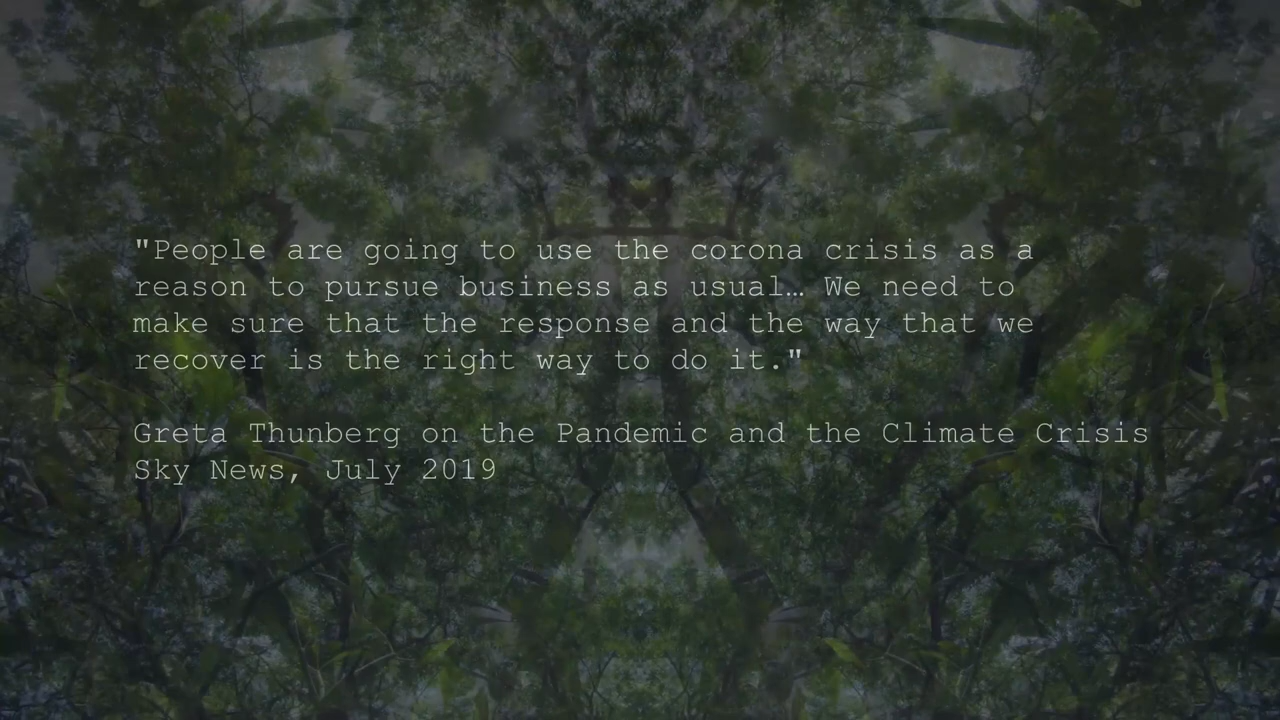 "People are going to use the corona crisis as a
reason to pursue business as usual… We need to
make sure that the response and the way that we
recover is the right way to do it."
Greta Thunberg on the Pandemic and the Climate Crisis
Sky News, July 2019